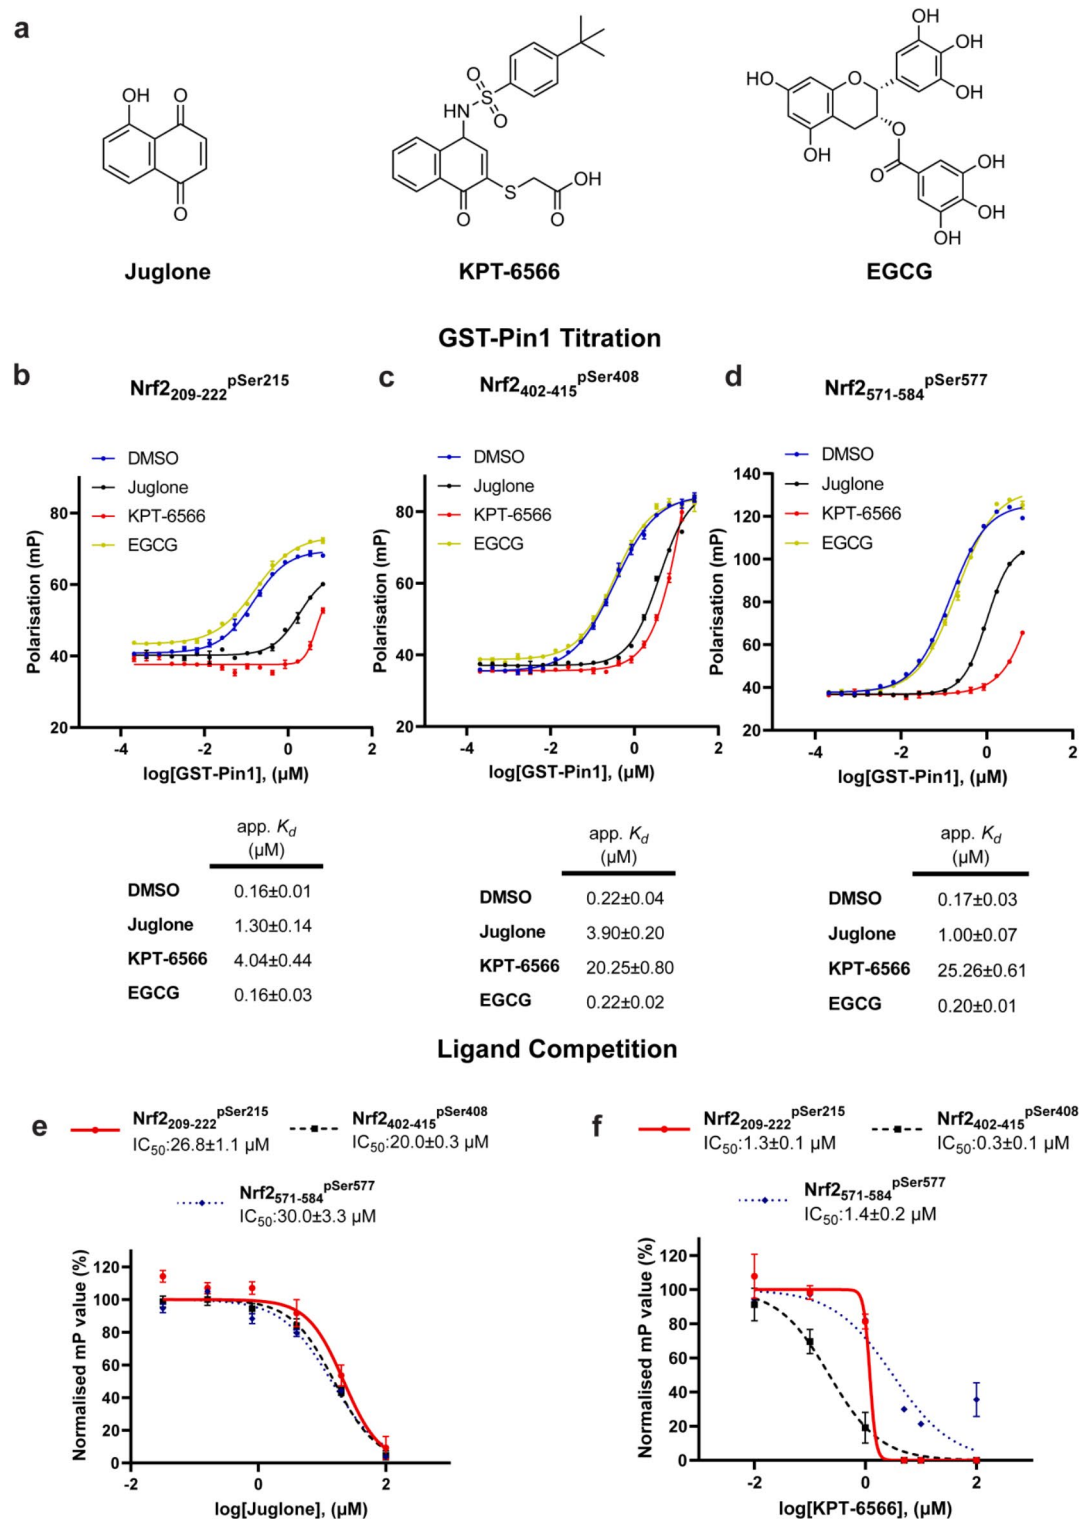 a
OH
O
O
Juglone
O
S
O
HN
O
S
OH
O
KPT-6566
OH
OH
OH
HO
O
OH
O
O
OH
OH
OH
EGCG
GST-Pin1 Titration
b
Nrf2209-222pSer215
DMSO
Juglone
KPT-6566
EGCG
Polarisation (mP)
80
60
40
20
-4 -2 0 2
log[GST-Pin1], (µM)
c
Nrf2402-415pSer408
DMSO
Juglone
KPT-6566
EGCG
Polarisation (mP)
80
60
40
20
-4 -2 0 2
log[GST-Pin1], (µM)
d
Nrf2571-584pSer577
DMSO
Juglone
KPT-6566
EGCG
Polarisation (mP)
140
120
100
80
60
40
20
-4 -2 0 2
log[GST-Pin1], (µM)
app. Kd
(µM)
DMSO 0.16±0.01
Juglone 1.30±0.14
KPT-6566 4.04±0.44
EGCG 0.16±0.03
app. Kd
(µM)
DMSO 0.22±0.04
Juglone 3.90±0.20
KPT-6566 20.25±0.80
EGCG 0.22±0.02
app. Kd
(µM)
DMSO 0.17±0.03
Juglone 1.00±0.07
KPT-6566 25.26±0.61
EGCG 0.20±0.01
Ligand Competition
e
Nrf2209-222pSer215
IC50:26.8±1.1 µM
Nrf2402-415pSer408
IC50:20.0±0.3 µM
Nrf2571-584pSer577
IC50:30.0±3.3 µM
Normalised mP value (%)
120
100
80
60
40
20
0
-2 0 2
log[Juglone], (µM)
f
Nrf2209-222pSer215
IC50:1.3±0.1 µM
Nrf2402-415pSer408
IC50:0.3±0.1 µM
Nrf2571-584pSer577
IC50:1.4±0.2 µM
Normalised mP value (%)
120
100
80
60
40
20
0
-2 0 2
log[KPT-6566], (µM)